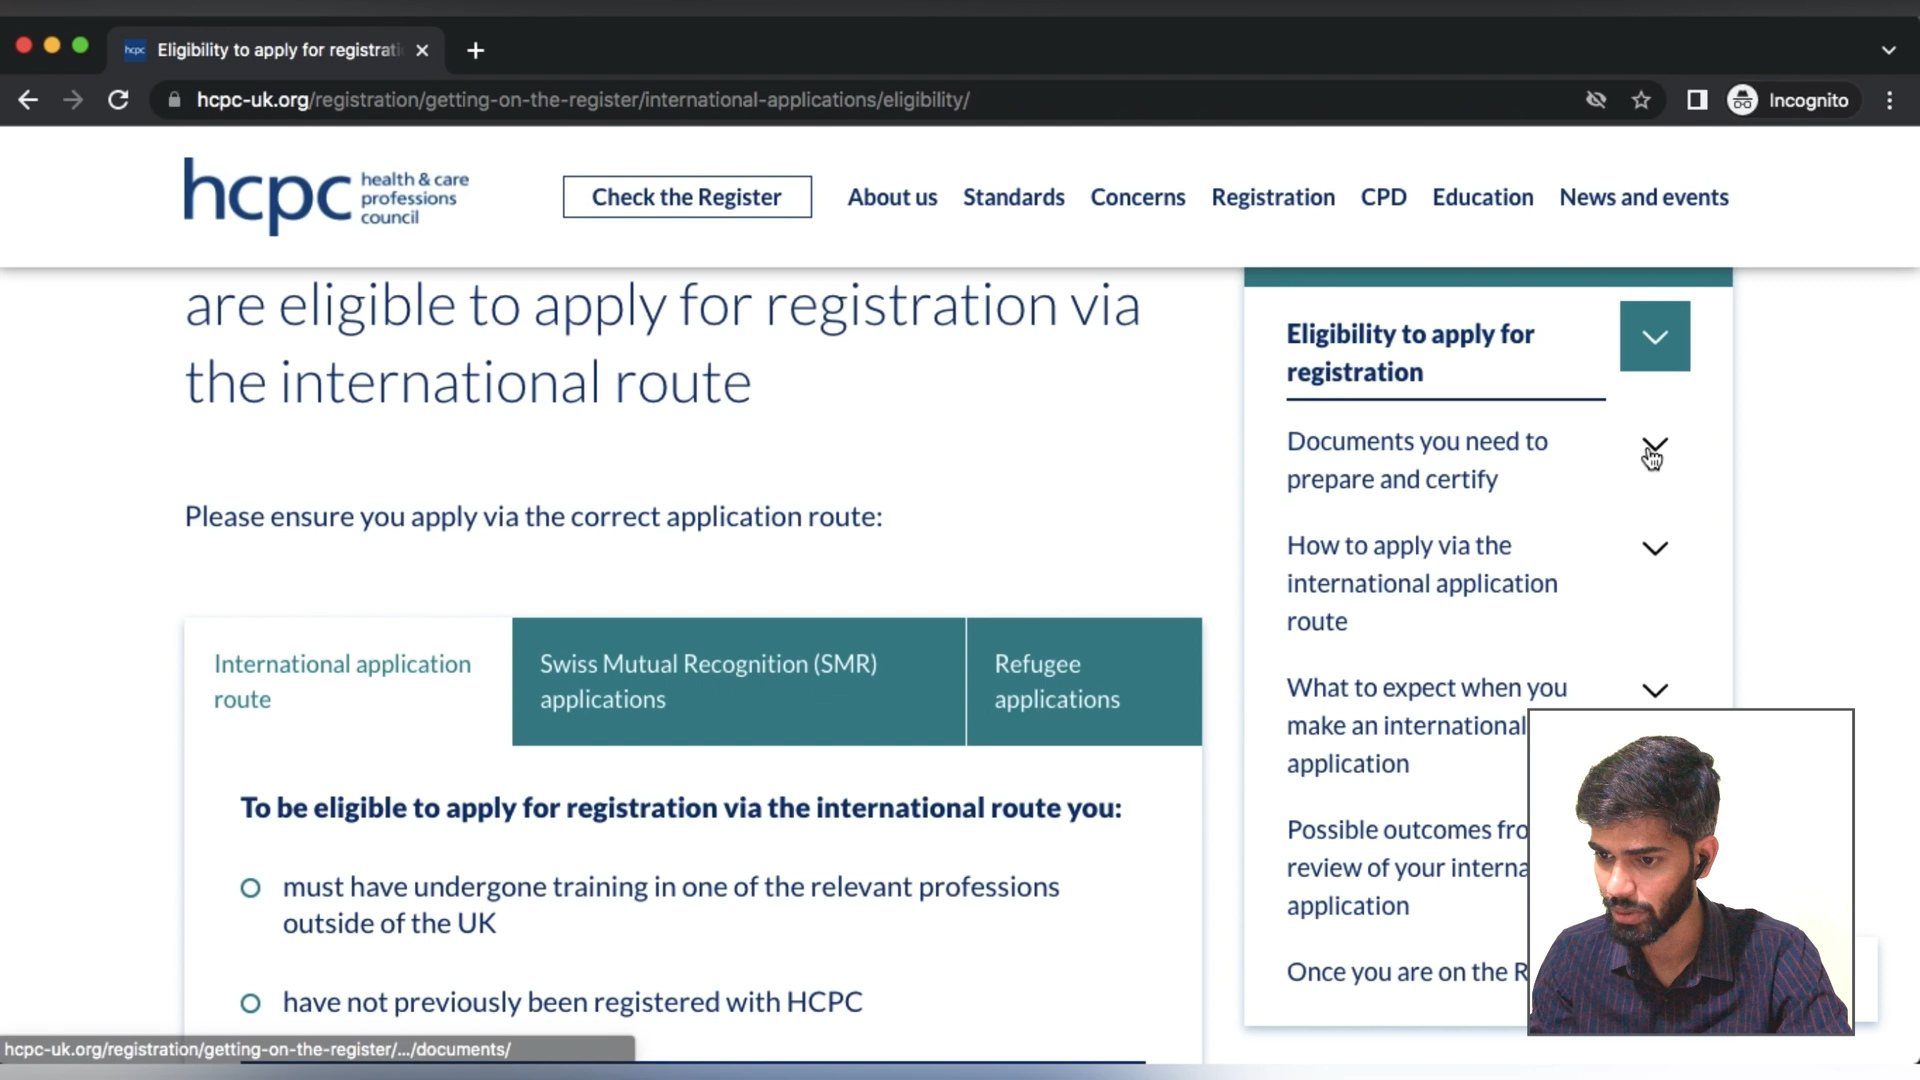 hcpc
Eligibility to apply for registrati
hcpc-uk.org/registration/getting-on-the-register/international-applications/eligibility/
Incognito
hcpc
health & care
professions
council
Check the Register
About us
Standards
Concerns
Registration
CPD
Education
News and events
are eligible to apply for registration via
the international route
Please ensure you apply via the correct application route:
International application
route
Swiss Mutual Recognition (SMR)
applications
Refugee
applications
To be eligible to apply for registration via the international route you:
must have undergone training in one of the relevant professions
outside of the UK
have not previously been registered with HCPC
Eligibility to apply for
registration
Documents you need to
prepare and certify
How to apply via the
international application
route
What to expect when you
make an international
application
Possible outcomes fro
review of your interna
application
Once you are on the R
hcpc-uk.org/registration/getting-on-the-register/.../documents/